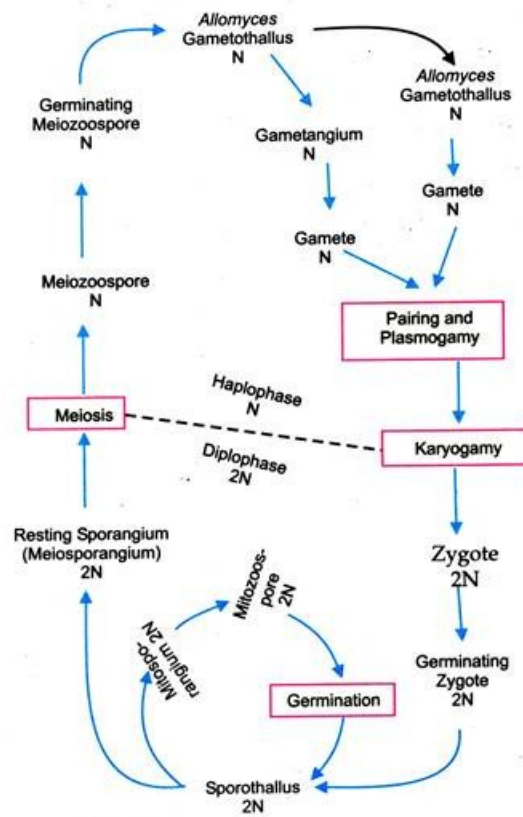 Allomyces
Gametothallus
N
Allomyces
Gametothallus
N
Germinating
Meiozoospore
N
Gametangium
N
Gamete
N
Gamete
N
Meiozoospore
N
Pairing and
Plasmogamy
Meiosis
Haplophase
N
Diplophase
2N
Karyogamy
Resting Sporangium
(Meiosporangium)
2N
Zygote
2N
Mitozoos-
pore
2N
Mitospo-
rangium 2N
Germinating
Zygote
2N
Germination
Sporothallus
2N